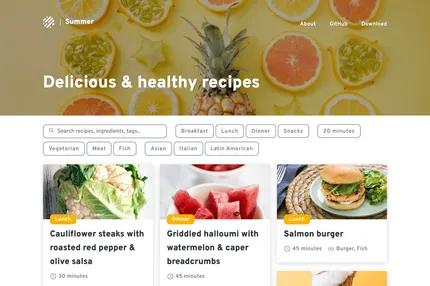 Summer
About GitHub Download
Delicious & healthy recipes
Search recipes, ingredients, tags...
Breakfast Lunch Dinner Snacks 20 minutes
Vegetarian Meat Fish Asian Italian Latin American
Lunch
Cauliflower steaks with
roasted red pepper &
olive salsa
30 minutes
Dinner
Griddled halloumi with
watermelon & caper
breadcrumbs
45 minutes
Lunch
Salmon burger
45 minutes Burger, Fish